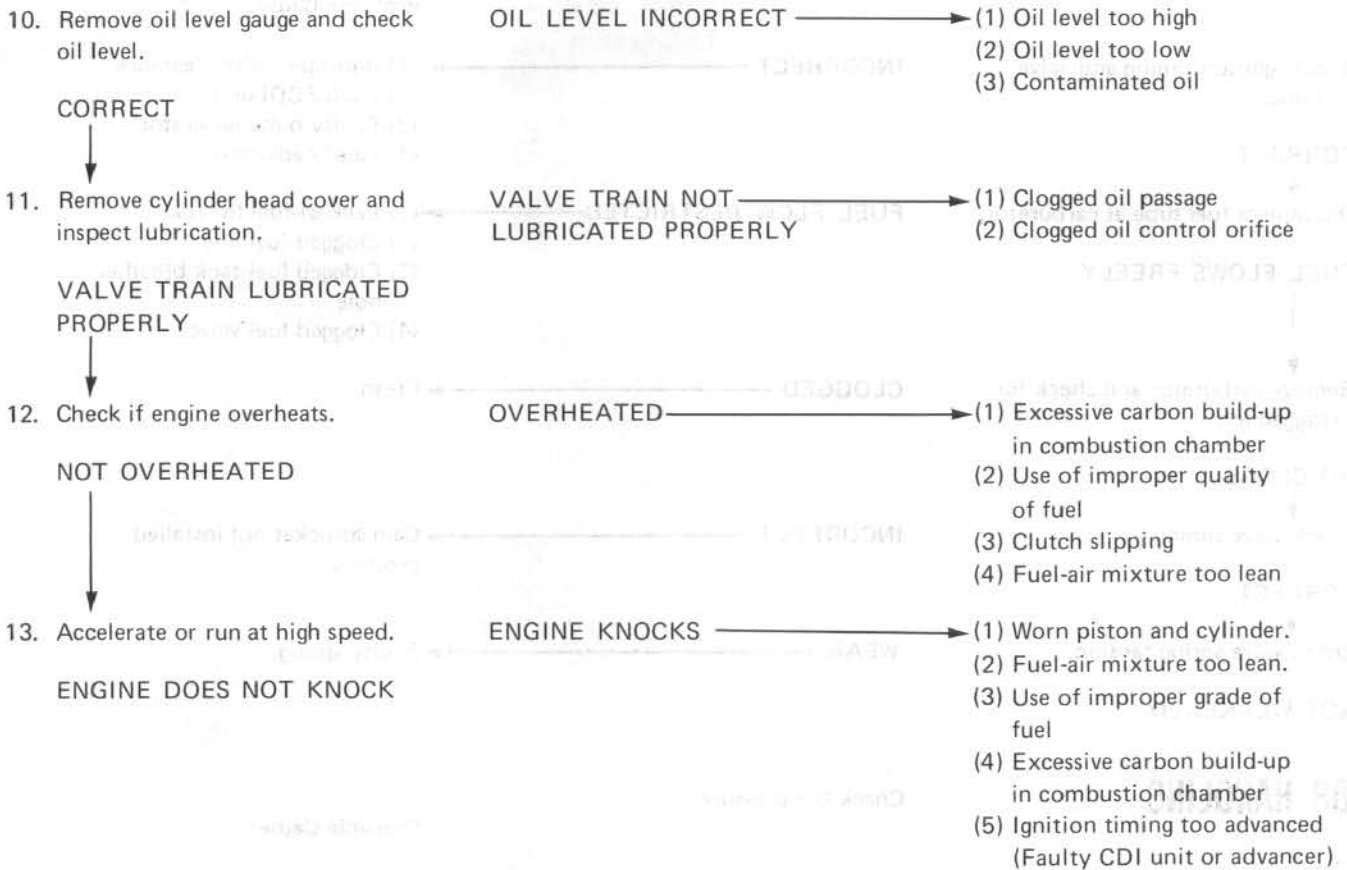 10. Remove oil level gauge and check
oil level.
OIL LEVEL INCORRECT
(1) Oil level too high
(2) Oil level too low
(3) Contaminated oil
CORRECT
11. Remove cylinder head cover and
inspect lubrication.
VALVE TRAIN NOT
LUBRICATED PROPERLY
(1) Clogged oil passage
(2) Clogged oil control orifice
VALVE TRAIN LUBRICATED
PROPERLY
12. Check if engine overheats.
OVERHEATED
(1) Excessive carbon build-up
in combustion chamber
(2) Use of improper quality
of fuel
(3) Clutch slipping
(4) Fuel-air mixture too lean
NOT OVERHEATED
13. Accelerate or run at high speed.
ENGINE KNOCKS
(1) Worn piston and cylinder.
(2) Fuel-air mixture too lean.
(3) Use of improper grade of
fuel
(4) Excessive carbon build-up
in combustion chamber
(5) Ignition timing too advanced
(Faulty CDI unit or advancer)
ENGINE DOES NOT KNOCK